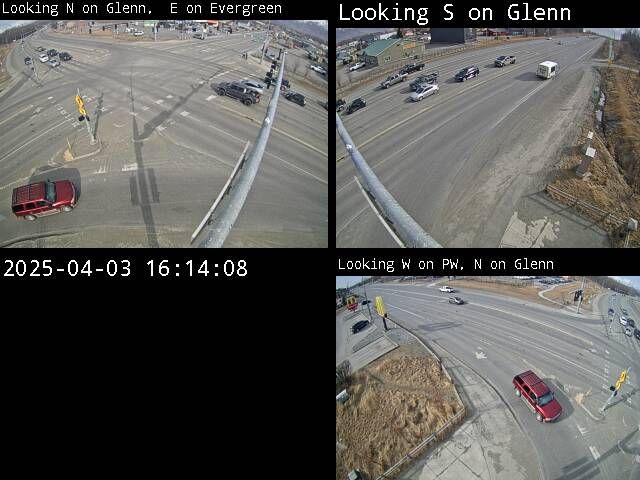 Looking N on Glenn,  E on Evergreen
Looking S on Glenn
2025-04-03 16:14:08
Looking W on PW, N on Glenn